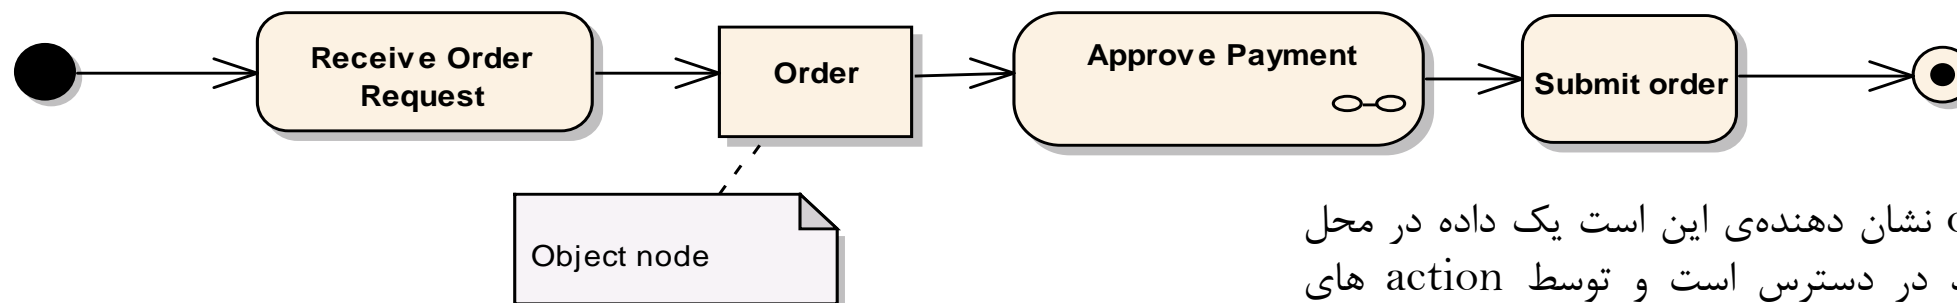 Receive Order
Request
Order
Approve Payment
Submit order
Object node
نشان دهنده‌ی این است یک داده در محل
در دسترس است و توسط action های